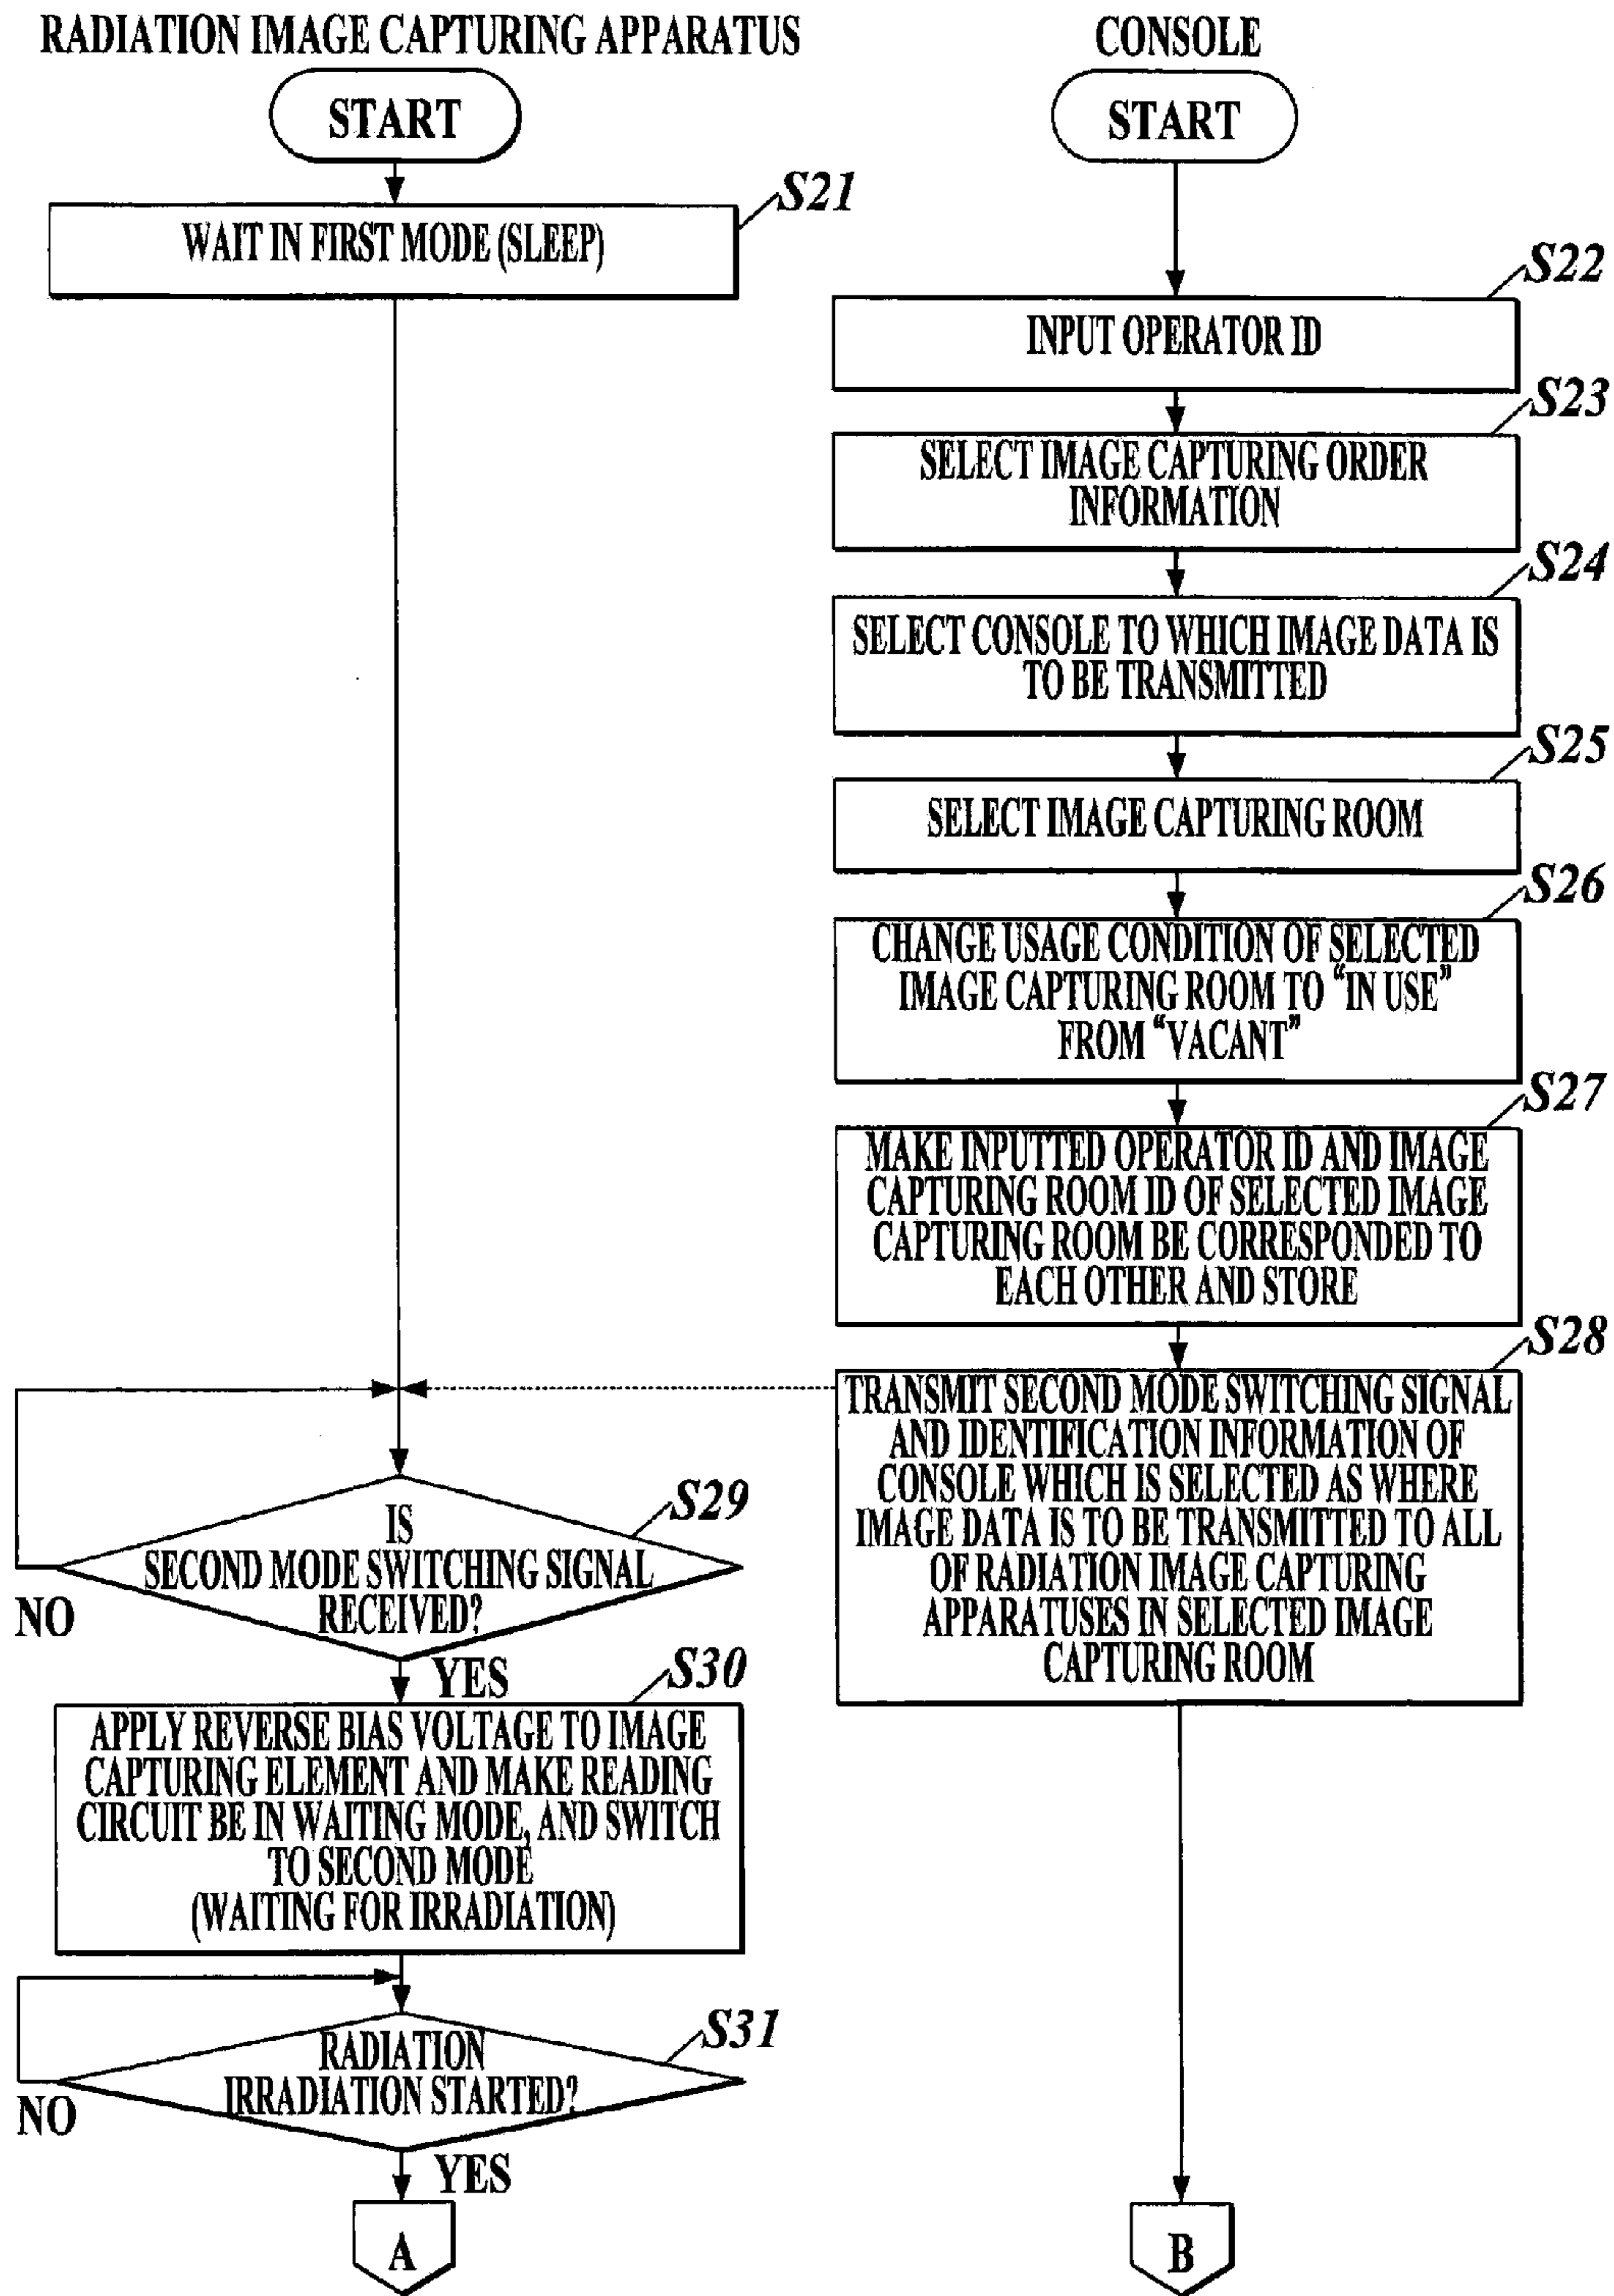 RADIATION IMAGE CAPTURING APPARATUS
CONSOLE
START
START
S21
WAIT IN FIRST MODE (SLEEP)
S22
INPUT OPERATOR ID
S23
SELECT IMAGE CAPTURING ORDER
INFORMATION
S24
SELECT CONSOLE TO WHICH IMAGE DATA IS
TO BE TRANSMITTED
S25
SELECT IMAGE CAPTURING ROOM
S26
CHANGE USAGE CONDITION OF SELECTED
IMAGE CAPTURING ROOM TO “IN USE”
FROM “VACANT”
S27
MAKE INPUTTED OPERATOR ID AND IMAGE
CAPTURING ROOM ID OF SELECTED IMAGE
CAPTURING ROOM BE CORRESPONDED TO
EACH OTHER AND STORE
S28
TRANSMIT SECOND MODE SWITCHING SIGNAL
AND IDENTIFICATION INFORMATION OF
CONSOLE WHICH IS SELECTED AS WHERE
IMAGE DATA IS TO BE TRANSMITTED TO ALL
OF RADIATION IMAGE CAPTURING
APPARATUSES IN SELECTED IMAGE
CAPTURING ROOM
S29
IS
SECOND MODE SWITCHING SIGNAL
RECEIVED?
NO
YES
S30
APPLY REVERSE BIAS VOLTAGE TO IMAGE
CAPTURING ELEMENT AND MAKE READING
CIRCUIT BE IN WAITING MODE, AND SWITCH
TO SECOND MODE
(WAITING FOR IRRADIATION)
S31
RADIATION
IRRADIATION STARTED?
NO
YES
A
B